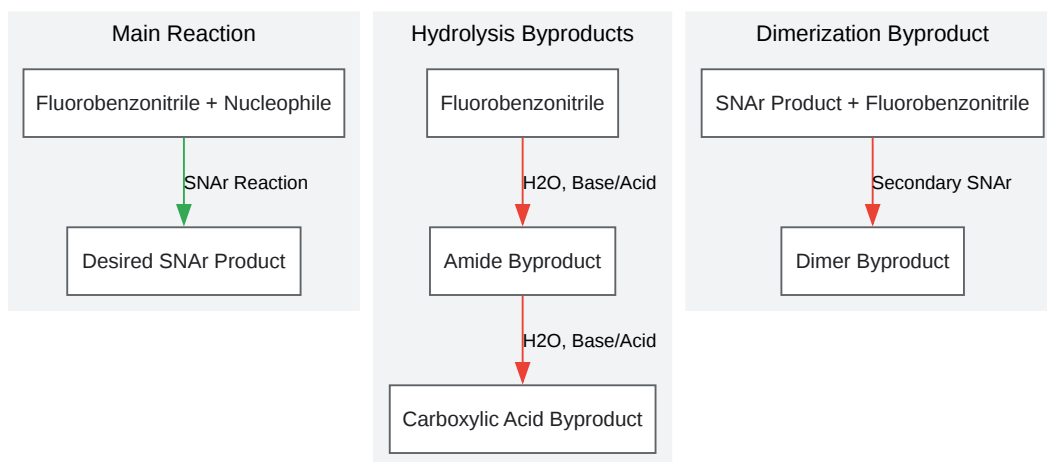 Main Reaction
Fluorobenzonitrile + Nucleophile
SNAr Reaction
Desired SNAr Product
Hydrolysis Byproducts
Fluorobenzonitrile
H2O, Base/Acid
Amide Byproduct
H2O, Base/Acid
Carboxylic Acid Byproduct
Dimerization Byproduct
SNAr Product + Fluorobenzonitrile
Secondary SNAr
Dimer Byproduct